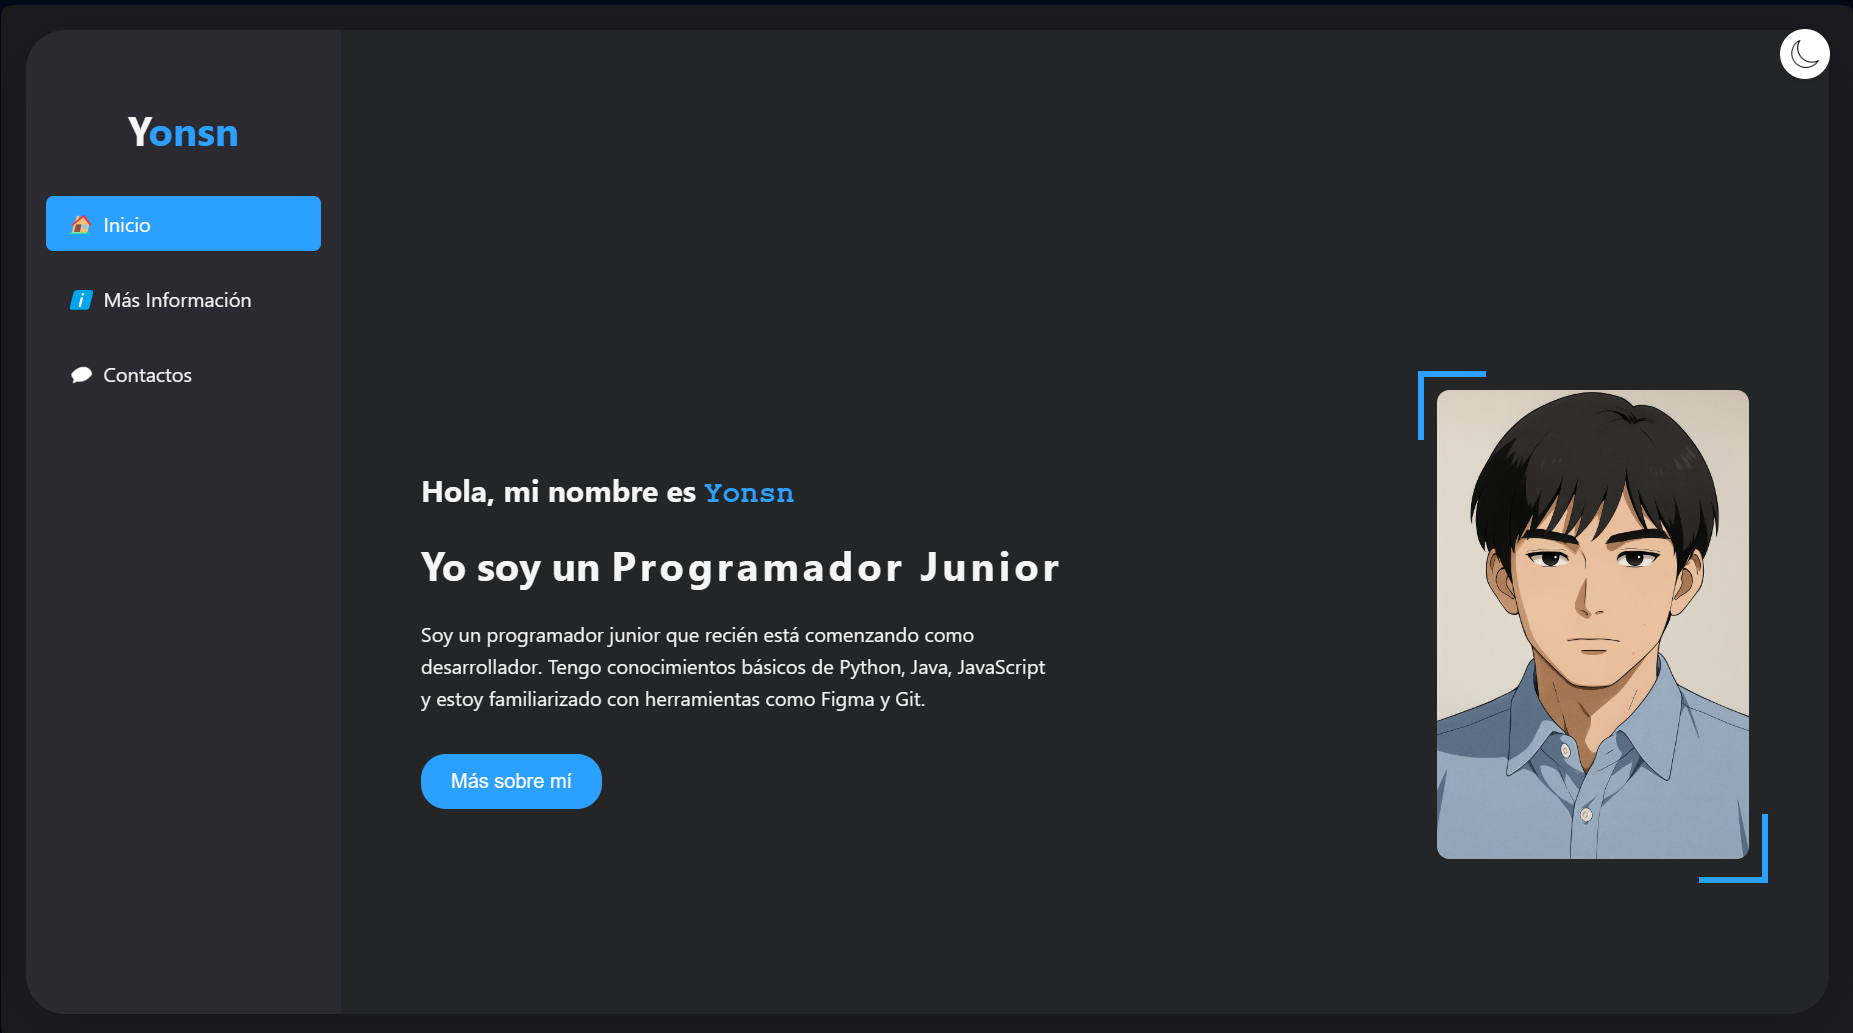 Yonsn
Inicio
Más Información
Contactos
Hola, mi nombre es Yonsn
Yo soy un Programador Junior
Soy un programador junior que recién está comenzando como
desarrollador. Tengo conocimientos básicos de Python, Java, JavaScript
y estoy familiarizado con herramientas como Figma y Git.
Más sobre mí